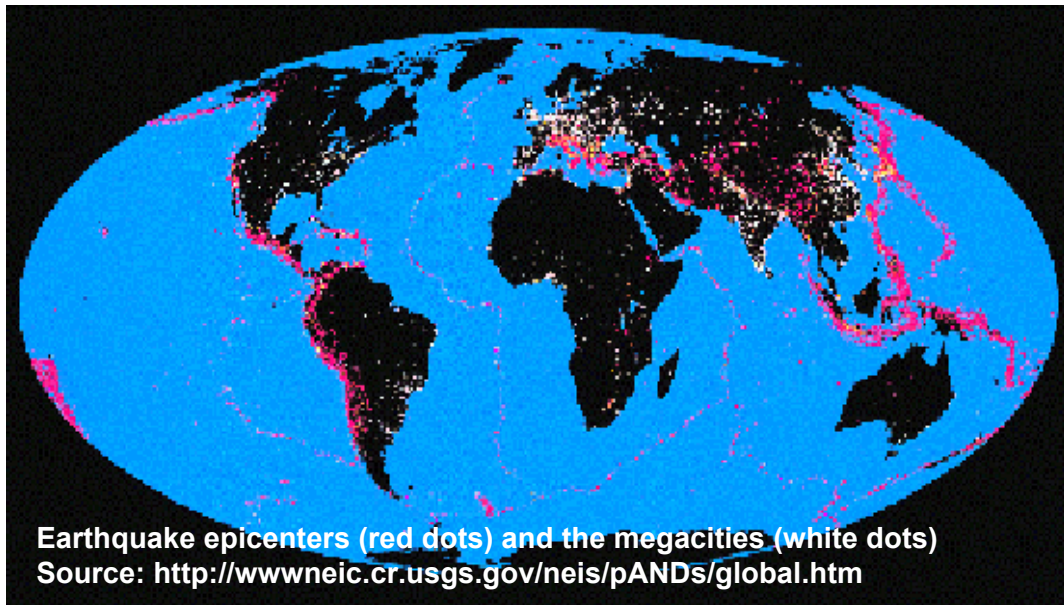 Earthquake epicenters (red dots) and the megacities (white dots)
Source: http://wwwneic.cr.usgs.gov/neis/pANDs/global.htm